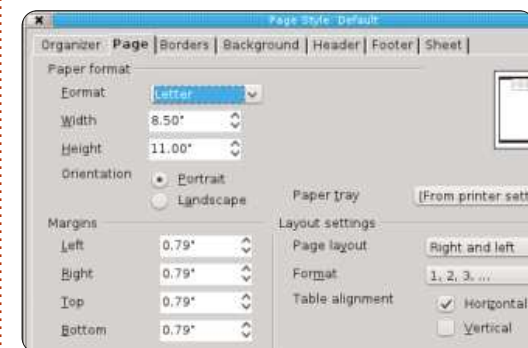 Page Style: Default
Organizer Page Borders Background Header Footer Sheet
Paper format
Format Letter
Width 8.50"
Height 11.00"
Orientation Portrait
Landscape
Paper tray [From printer sett
Margins
Left 0.79"
Right 0.79"
Top 0.79"
Bottom 0.79"
Layout settings
Page layout Right and left
Format 1, 2, 3, ...
Table alignment Horizontal
Vertical